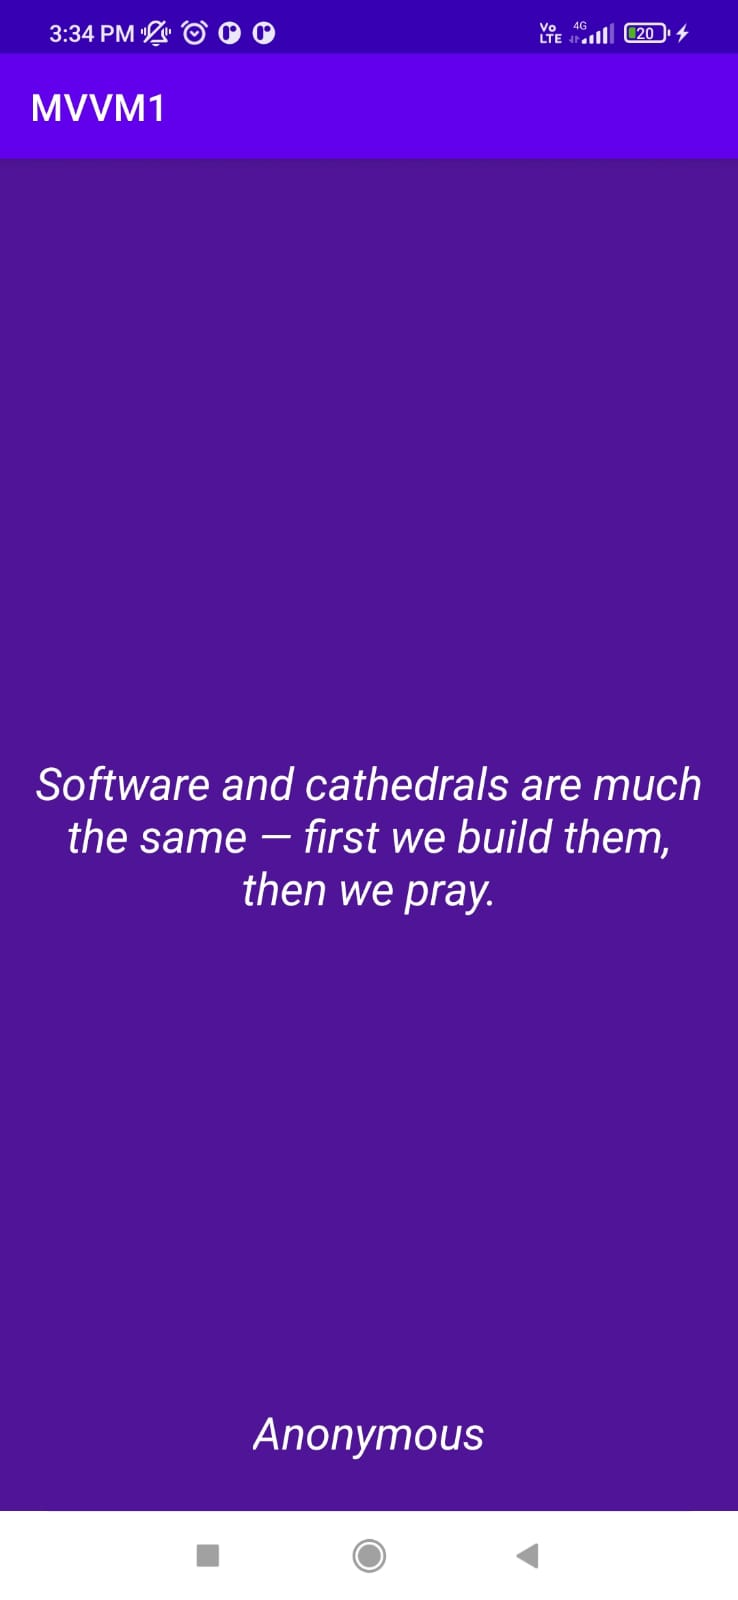 3:34 PM
Vo LTE 4G 20
MVVM1
Software and cathedrals are much
the same — first we build them,
then we pray.
Anonymous